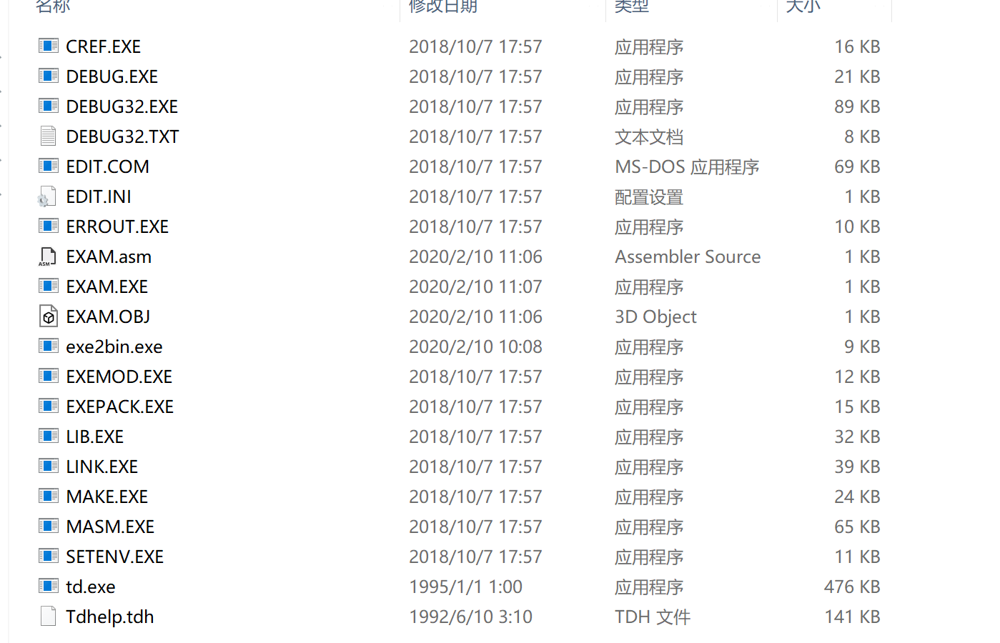 名称 修改日期 类型 大小
CREF.EXE 2018/10/7 17:57 应用程序 16 KB
DEBUG.EXE 2018/10/7 17:57 应用程序 21 KB
DEBUG32.EXE 2018/10/7 17:57 应用程序 89 KB
DEBUG32.TXT 2018/10/7 17:57 文本文档 8 KB
EDIT.COM 2018/10/7 17:57 MS-DOS 应用程序 69 KB
EDIT.INI 2018/10/7 17:57 配置设置 1 KB
ERROUT.EXE 2018/10/7 17:57 应用程序 10 KB
ASM EXAM.asm 2020/2/10 11:06 Assembler Source 1 KB
EXAM.EXE 2020/2/10 11:07 应用程序 1 KB
EXAM.OBJ 2020/2/10 11:06 3D Object 1 KB
exe2bin.exe 2020/2/10 10:08 应用程序 9 KB
EXEMOD.EXE 2018/10/7 17:57 应用程序 12 KB
EXEPACK.EXE 2018/10/7 17:57 应用程序 15 KB
LIB.EXE 2018/10/7 17:57 应用程序 32 KB
LINK.EXE 2018/10/7 17:57 应用程序 39 KB
MAKE.EXE 2018/10/7 17:57 应用程序 24 KB
MASM.EXE 2018/10/7 17:57 应用程序 65 KB
SETENV.EXE 2018/10/7 17:57 应用程序 11 KB
td.exe 1995/1/1 1:00 应用程序 476 KB
Tdhelp.tdh 1992/6/10 3:10 TDH 文件 141 KB